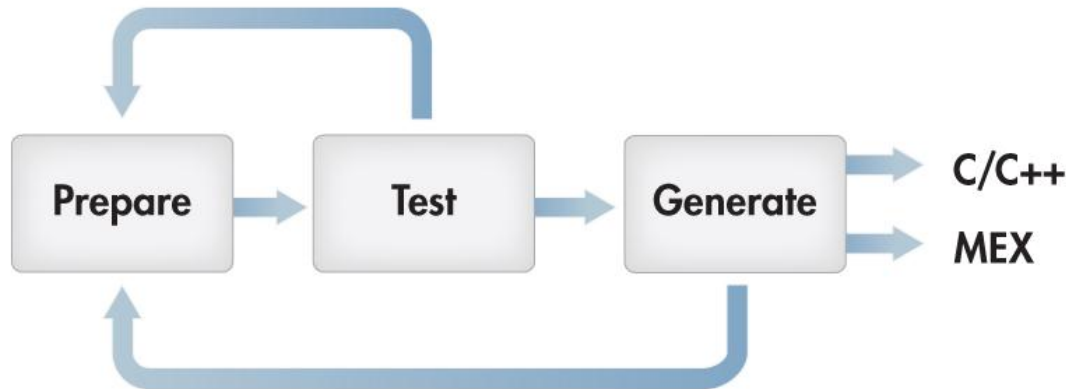 Prepare
Test
Generate
C/C++
MEX